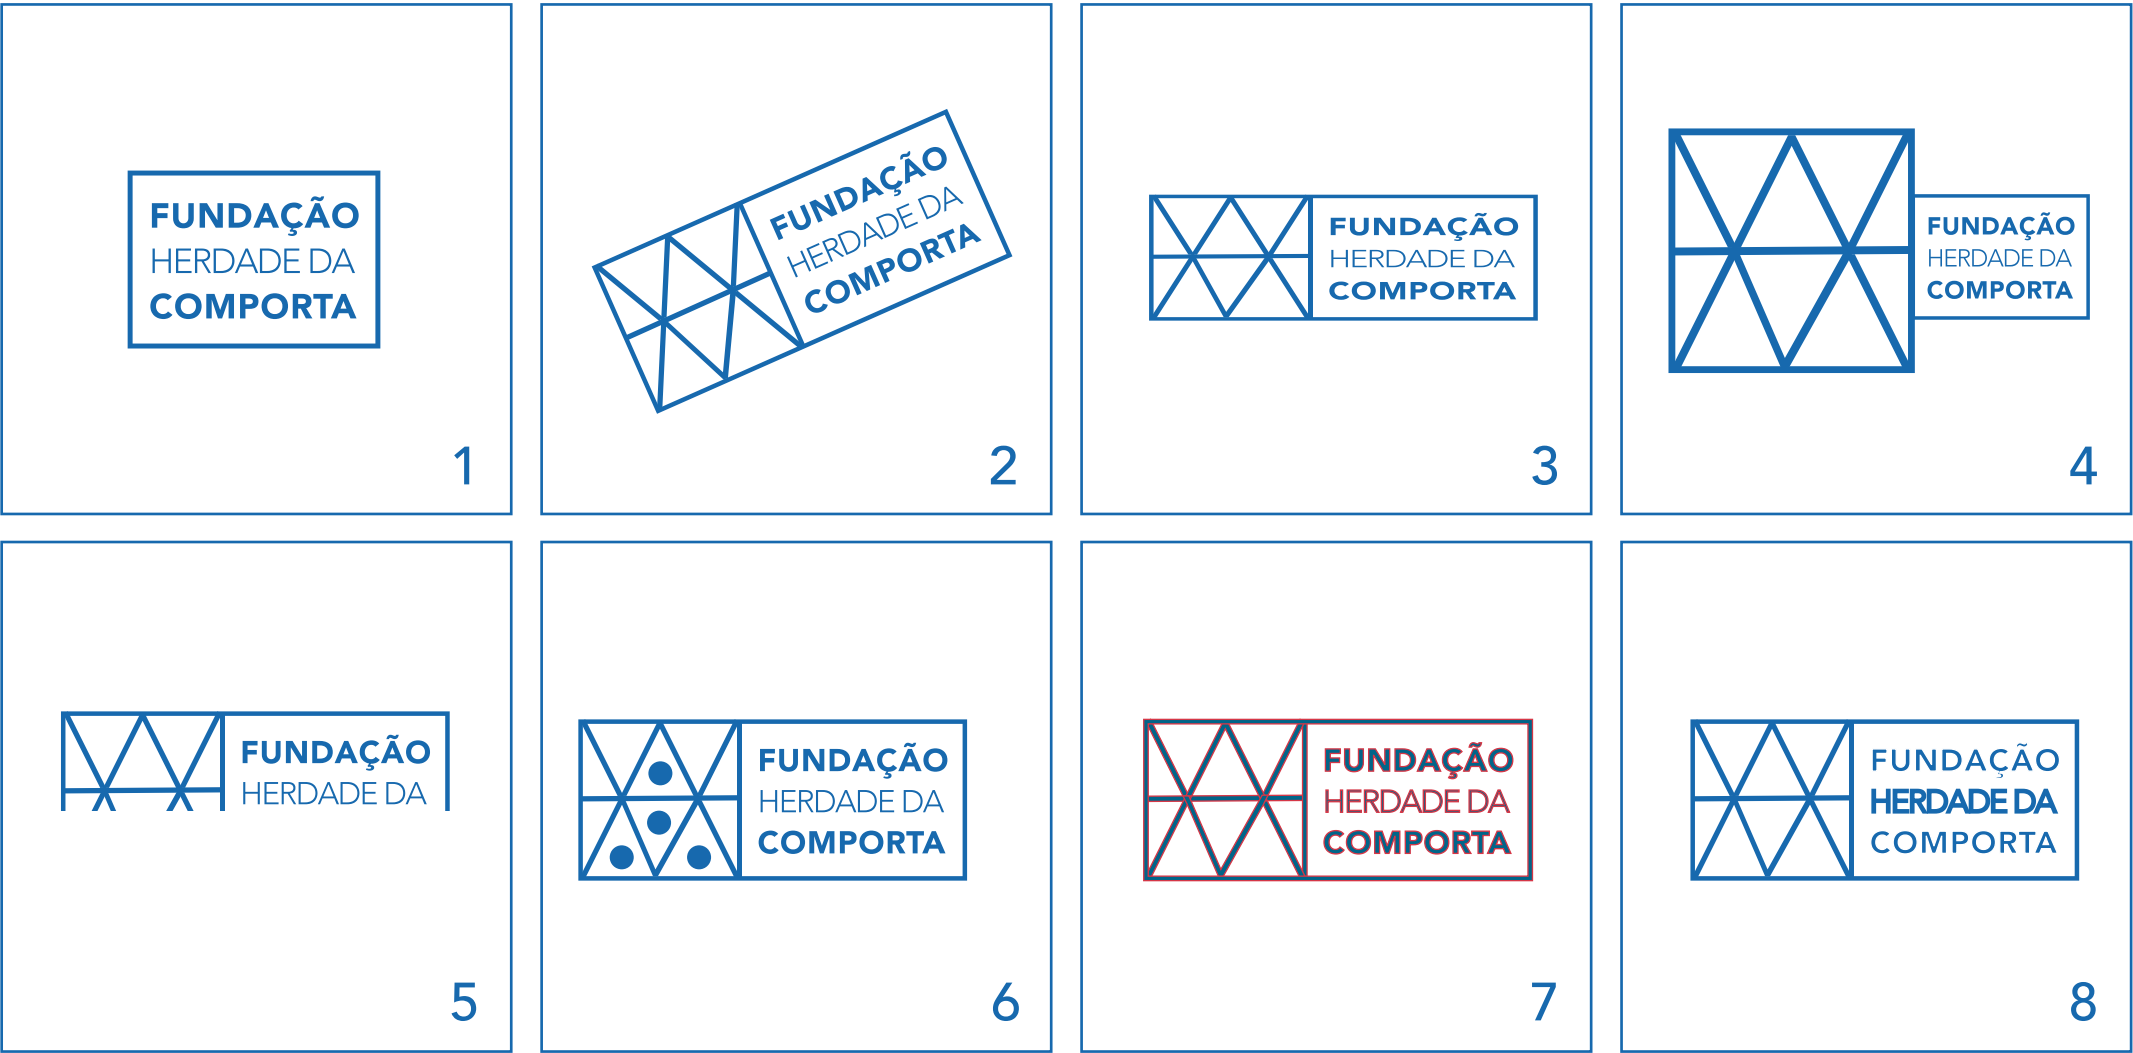 FUNDAÇÃO
HERDADE DA
COMPORTA
1
FUNDAÇÃO
HERDADE DA
COMPORTA
2
FUNDAÇÃO
HERDADE DA
COMPORTA
3
FUNDAÇÃO
HERDADE DA
COMPORTA
4
FUNDAÇÃO
HERDADE DA
5
FUNDAÇÃO
HERDADE DA
COMPORTA
6
FUNDAÇÃO
HERDADE DA
COMPORTA
7
FUNDAÇÃO
HERDADE DA
COMPORTA
8